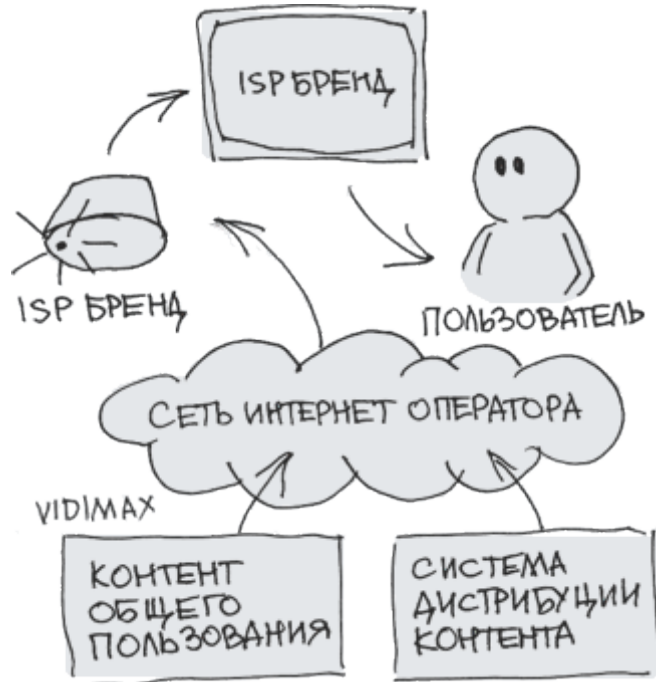 ISP БРЕНД
ISP БРЕНД
ПОЛЬЗОВАТЕЛЬ
СЕТЬ ИНТЕРНЕТ ОПЕРАТОРА
VIDIMAX
КОНТЕНТ
ОБЩЕГО
ПОЛЬЗОВАНИЯ
СИСТЕМА
ДИСТРИБУЦИИ
КОНТЕНТА